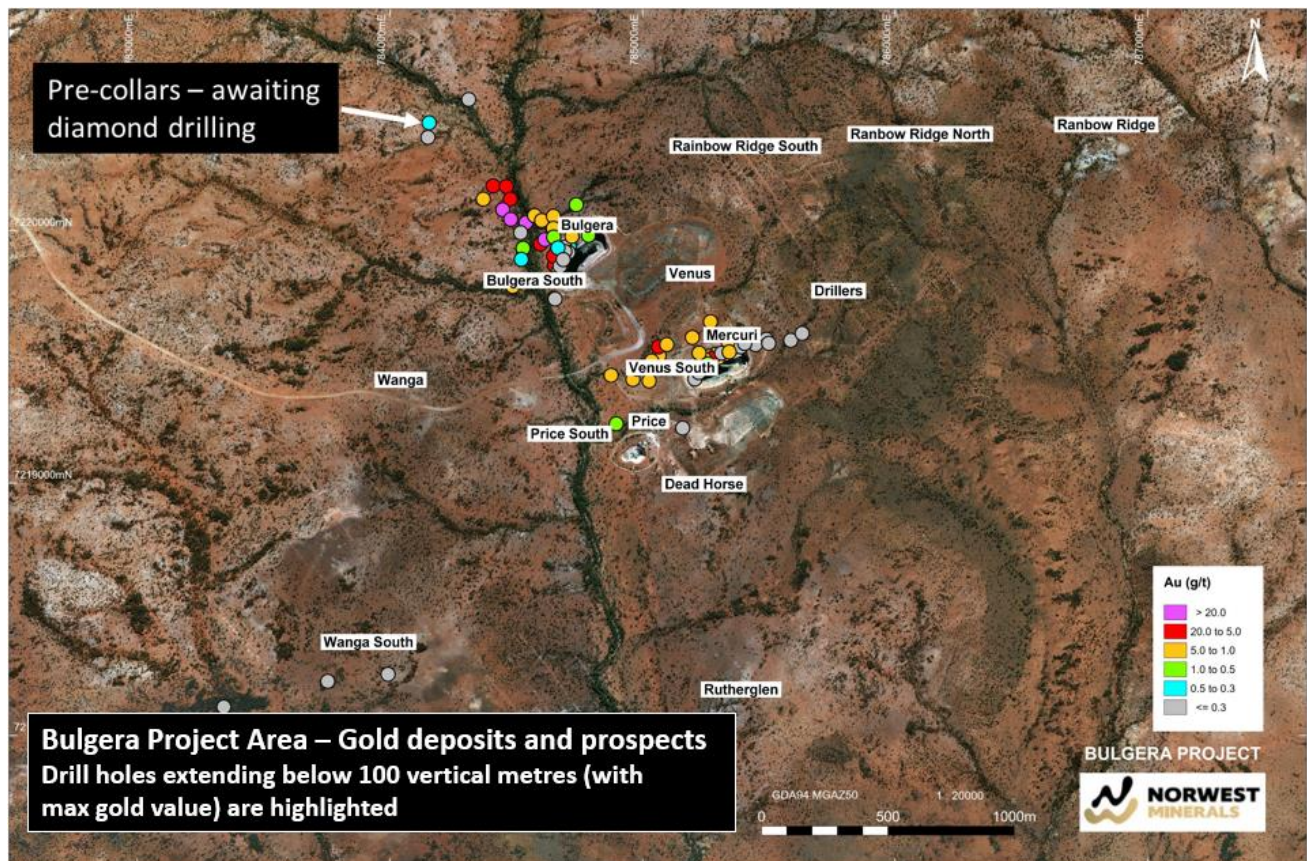 783000mE
784000mE
785000mE
786000mE
787000mE
N
Pre-collars – awaiting
diamond drilling
Rainbow Ridge South
Ranbow Ridge North
Ranbow Ridge
7220000mN
Bulgera
Bulgera South
Venus
Drillers
Mercuri
Venus South
Wanga
Price
Price South
7219000mN
Dead Horse
Au (g/t)
> 20.0
20.0 to 5.0
5.0 to 1.0
1.0 to 0.5
0.5 to 0.3
<= 0.3
Wanga South
Rutherglen
72
Bulgera Project Area – Gold deposits and prospects
Drill holes extending below 100 vertical metres (with
max gold value) are highlighted
GDA94 MGAZ50
1 : 20000
0 500 1000m
BULGERA PROJECT
NORWEST
MINERALS